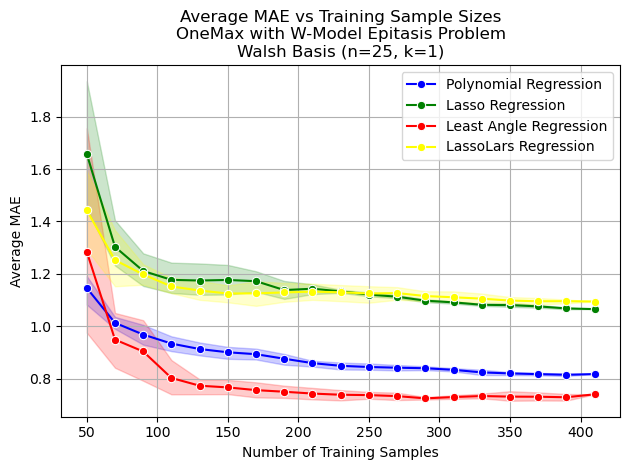 Average MAE vs Training Sample Sizes
OneMax with W-Model Epitasis Problem
Walsh Basis (n=25, k=1)
Polynomial Regression
Lasso Regression
Least Angle Regression
LassoLars Regression
Average MAE
1.8
1.6
1.4
1.2
1.0
0.8
50 100 150 200 250 300 350 400
Number of Training Samples